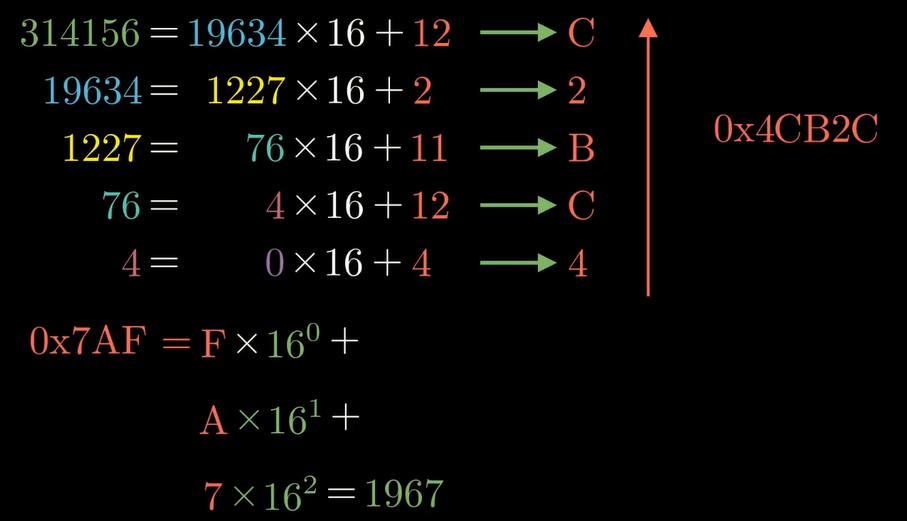 314156 = 19634 × 16 + 12 → C
19634 = 1227 × 16 + 2 → 2
1227 = 76 × 16 + 11 → B
76 = 4 × 16 + 12 → C
4 = 0 × 16 + 4 → 4
0x4CB2C
0x7AF = F × 16⁰ +
A × 16¹ +
7 × 16² = 1967